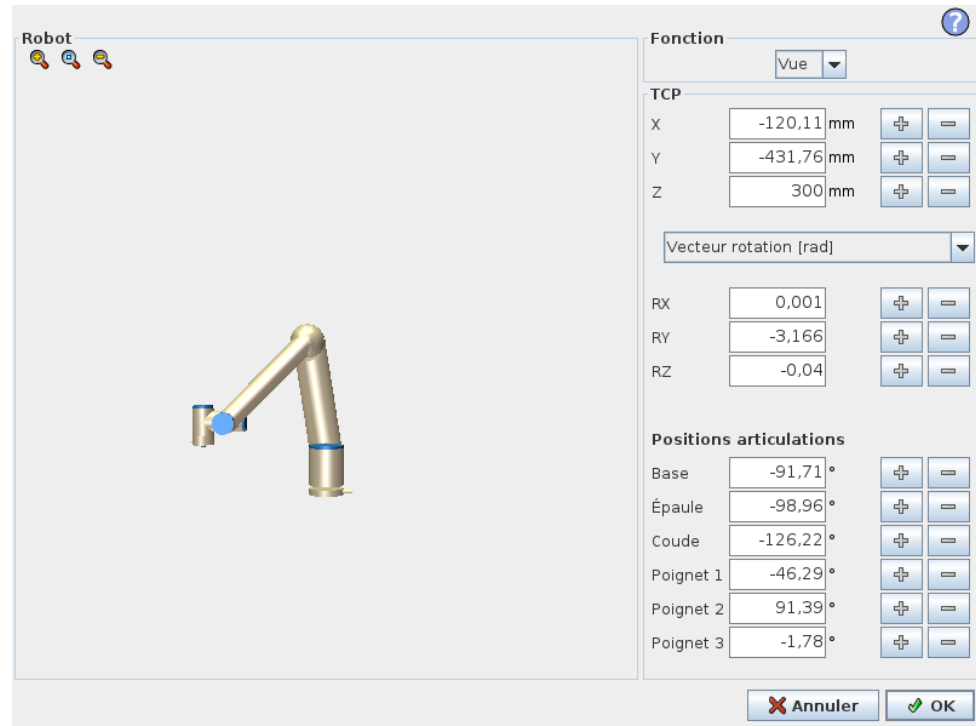 Robot
Fonction
Vue
TCP
X -120,11 mm
Y -431,76 mm
Z 300 mm
Vecteur rotation [rad]
RX 0,001
RY -3,166
RZ -0,04
Positions articulations
Base -91,71 °
Épaule -98,96 °
Coude -126,22 °
Poignet 1 -46,29 °
Poignet 2 91,39 °
Poignet 3 -1,78 °
Annuler OK